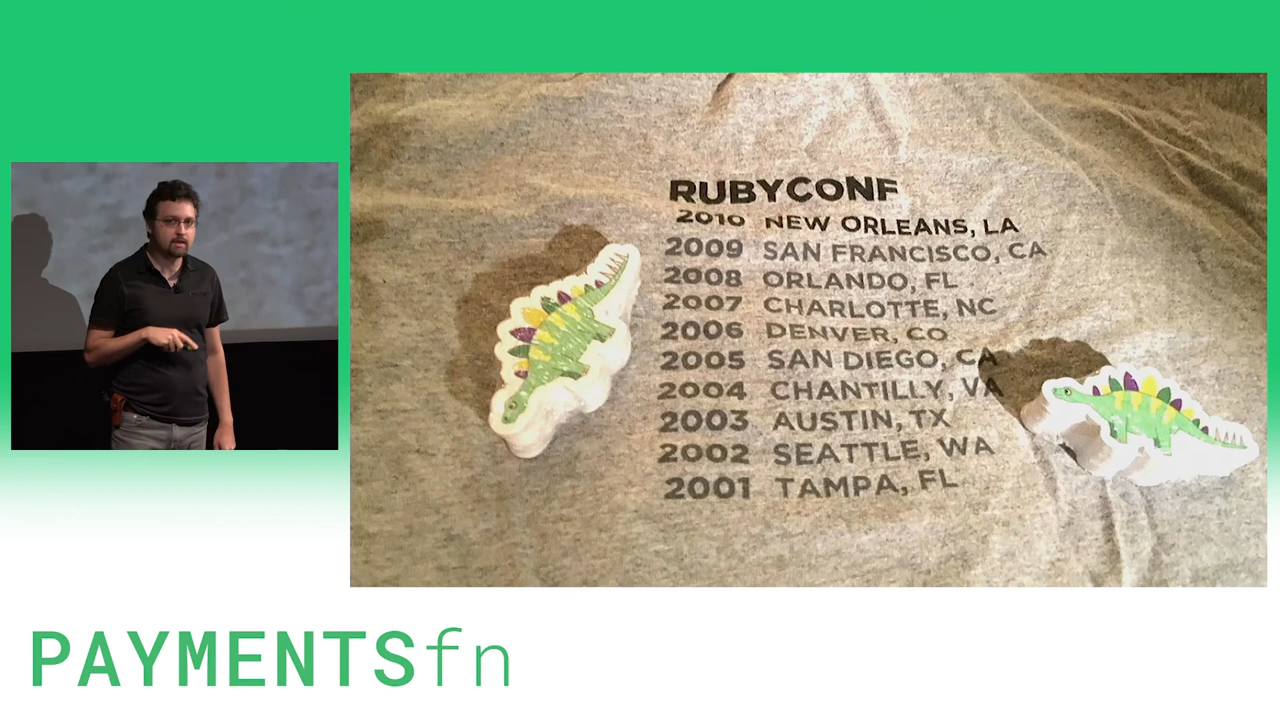 RUBYCONF
2010 NEW ORLEANS, LA
2009 SAN FRANCISCO, CA
2008 ORLANDO, FL
2007 CHARLOTTE, NC
2006 DENVER, CO
2005 SAN DIEGO, CA
2004 CHANTILLY, VA
2003 AUSTIN, TX
2002 SEATTLE, WA
2001 TAMPA, FL
PAYMENTSfn